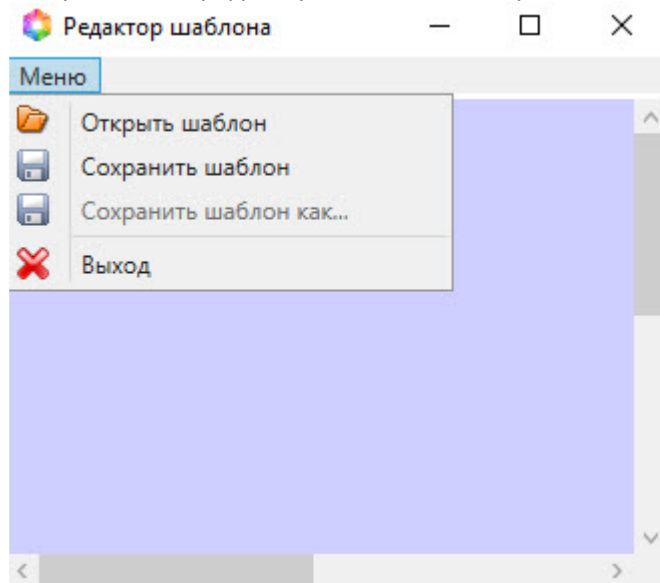 Редактор шаблона
Меню
Открыть шаблон
Сохранить шаблон
Сохранить шаблон как...
Выход